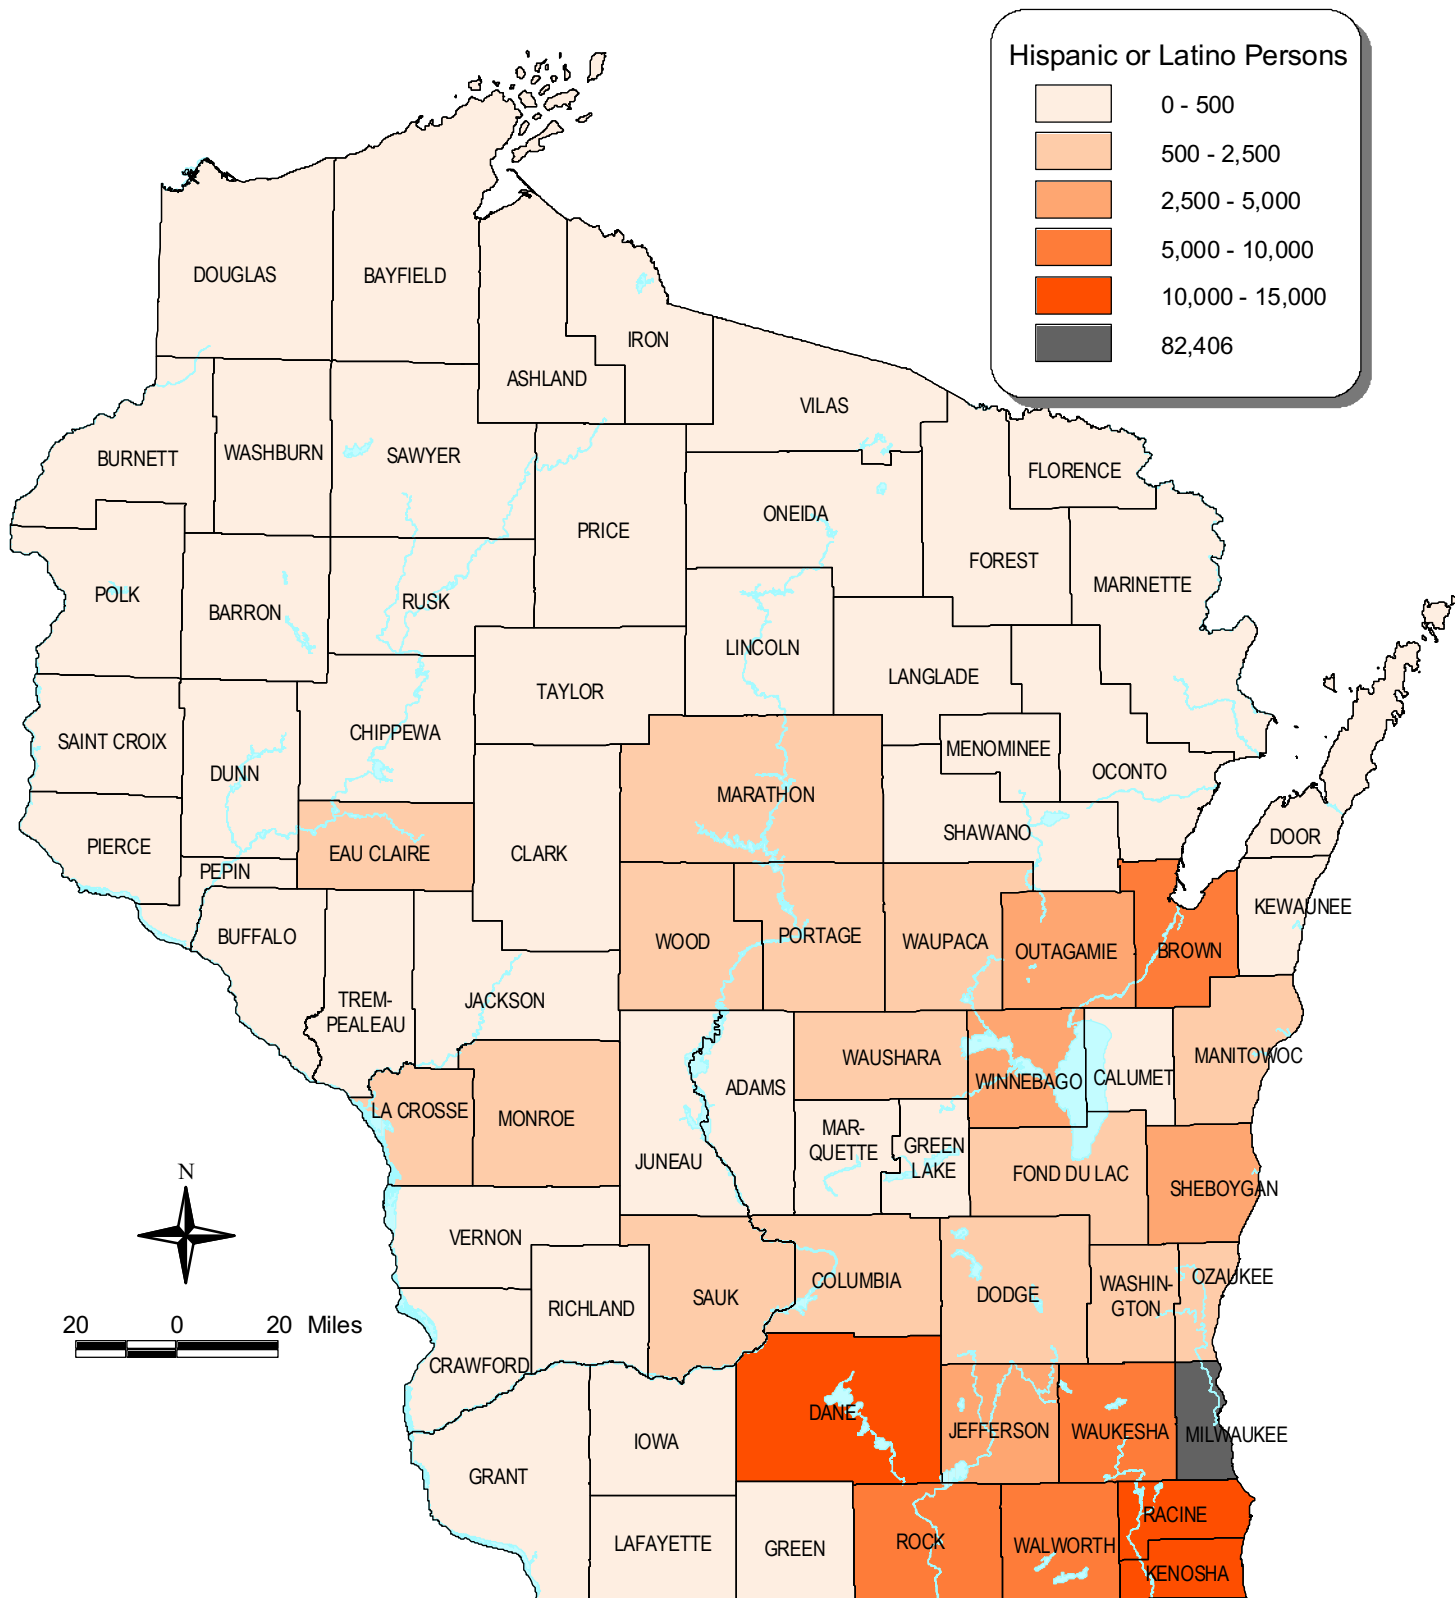 Hispanic or Latino Persons
0 - 500
500 - 2,500
2,500 - 5,000
5,000 - 10,000
10,000 - 15,000
82,406
DOUGLAS
BAYFIELD
IRON
ASHLAND
VILAS
BURNETT
WASHBURN
SAWYER
FLORENCE
ONEIDA
PRICE
FOREST
MARINETTE
POLK
BARRON
RUSK
LINCOLN
LANGLADE
TAYLOR
SAINT CROIX
CHIPPEWA
MENOMINEE
DUNN
OCONTO
MARATHON
SHAWANO
DOOR
PIERCE
EAU CLAIRE
CLARK
PEPIN
KEWAUNEE
BUFFALO
WOOD
PORTAGE
WAUPACA
OUTAGAMIE
BROWN
TREM-
PEALEAU
JACKSON
WAUSHARA
MANITOWOC
ADAMS
WINNEBAGO
CALUMET
LA CROSSE
MONROE
MAR-
QUETTE
GREEN
LAKE
JUNEAU
FOND DU LAC
SHEBOYGAN
N
VERNON
RICHLAND
SAUK
COLUMBIA
DODGE
WASHIN-
GTON
OZAUKEE
20 0 20 Miles
CRAWFORD
DANE
JEFFERSON
WAUKESHA
MILWAUKEE
IOWA
GRANT
RACINE
LAFAYETTE
GREEN
ROCK
WALWORTH
KENOSHA